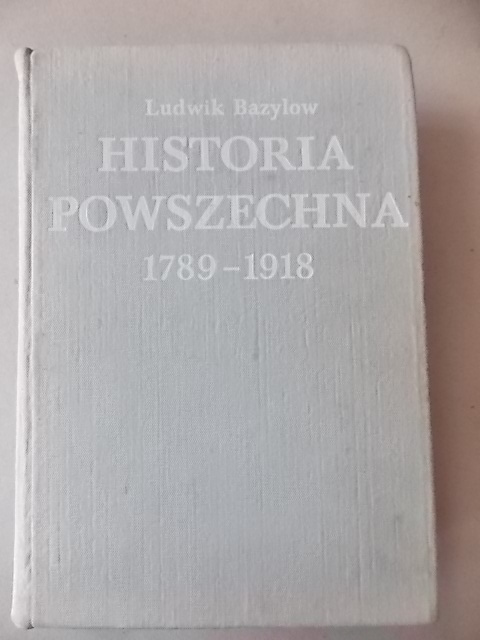 Ludwik Bazylow
HISTORIA
POWSZECHNA
1789-1918